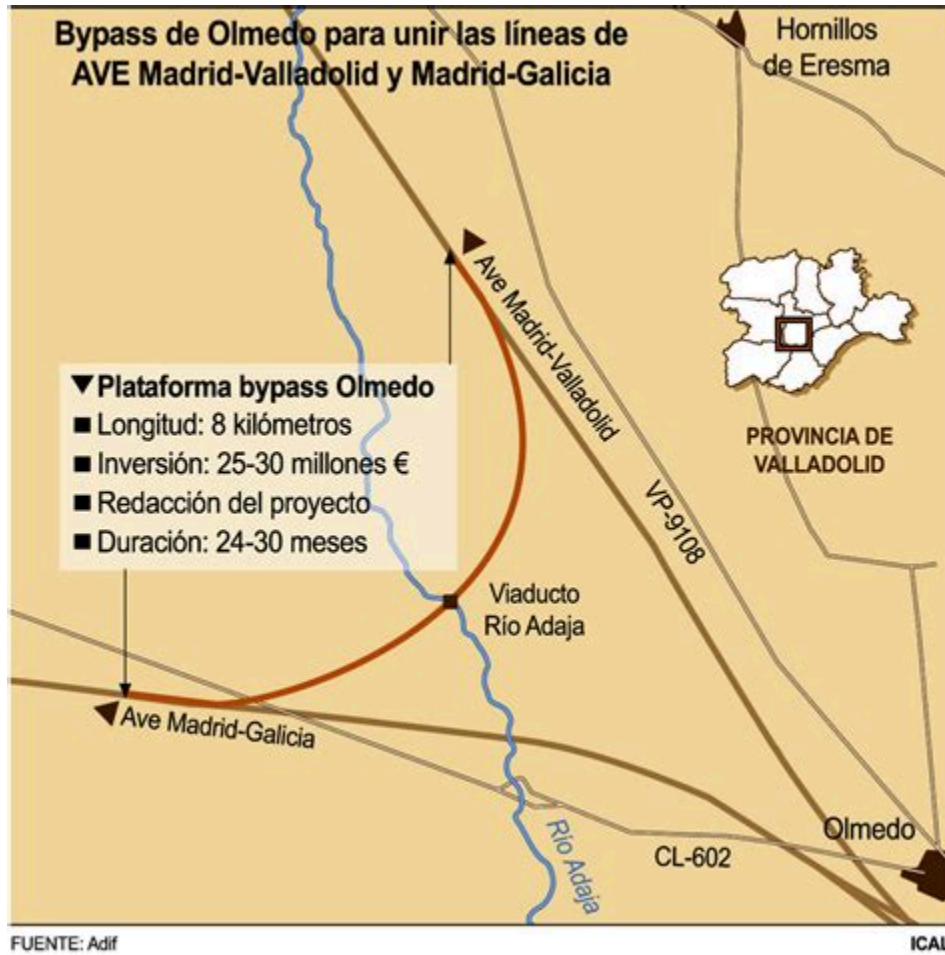 Bypass de Olmedo para unir las líneas de
AVE Madrid-Valladolid y Madrid-Galicia
Hornillos
de Eresma
Ave Madrid-Valladolid
▼Plataforma bypass Olmedo
■ Longitud: 8 kilómetros
■ Inversión: 25-30 millones €
■ Redacción del proyecto
■ Duración: 24-30 meses
PROVINCIA DE
VALLADOLID
VP-9108
Viaducto
Río Adaja
Ave Madrid-Galicia
Río Adaja
CL-602
Olmedo
FUENTE: Adif
ICAL